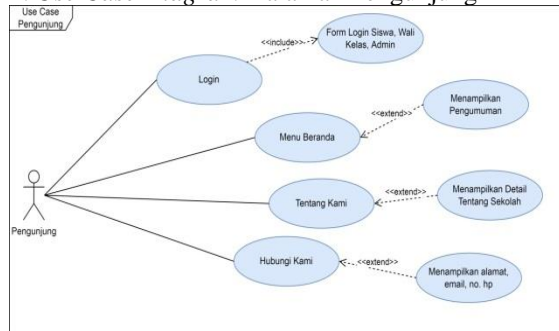 Use Case
Pengunjung
Form Login Siswa, Wali
Kelas, Admin
<<include>>
Login
Menampilkan
Pengumuman
<<extend>>
Menu Beranda
Menampilkan Detail
Tentang Sekolah
<<extend>>
Tentang Kami
Pengunjung
Hubungi Kami
<<extend>>
Menampilkan alamat,
email, no. hp